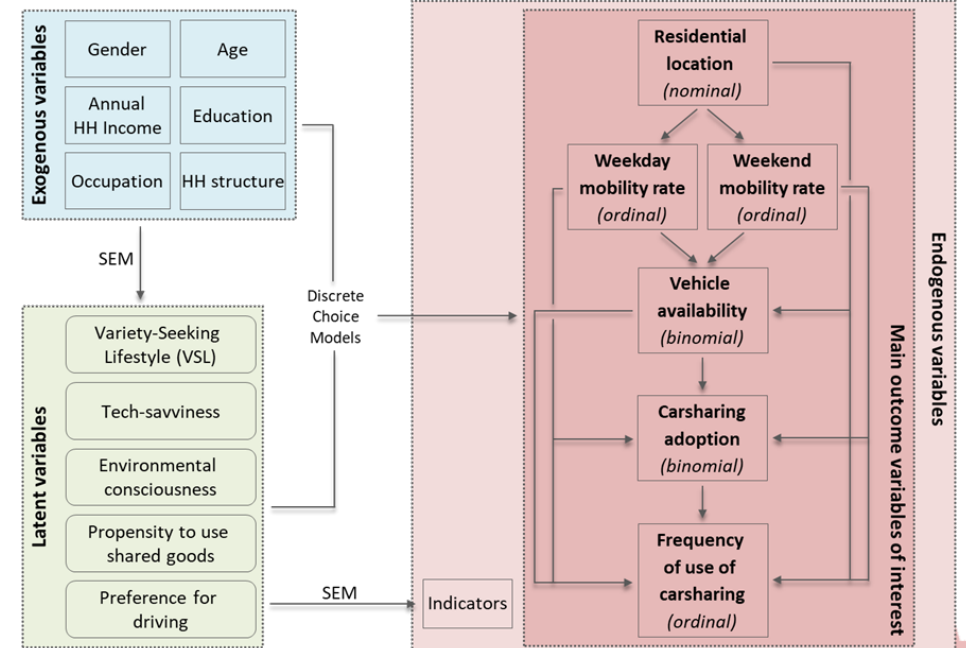 Exogenous variables
Gender
Age
Annual
HH Income
Education
Occupation
HH structure
SEM
Latent variables
Variety-Seeking
Lifestyle (VSL)
Tech-savviness
Environmental
consciousness
Propensity to use
shared goods
Preference for
driving
Discrete
Choice
Models
SEM
Indicators
Residential
location
(nominal)
Weekday
mobility rate
(ordinal)
Weekend
mobility rate
(ordinal)
Vehicle
availability
(binomial)
Carsharing
adoption
(binomial)
Frequency
of use of
carsharing
(ordinal)
Main outcome variables of interest
Endogenous variables